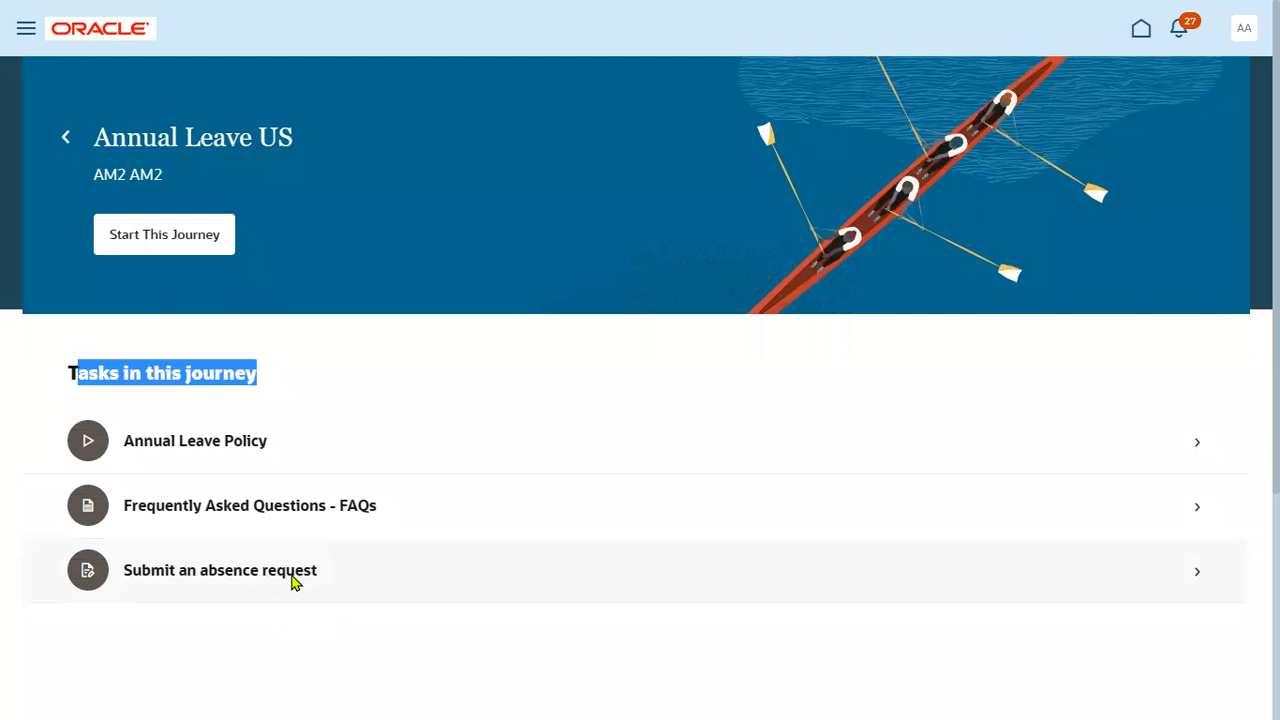 ORACLE
27
AA
Annual Leave US
AM2 AM2
Start This Journey
Tasks in this journey
Annual Leave Policy
Frequently Asked Questions - FAQs
Submit an absence request